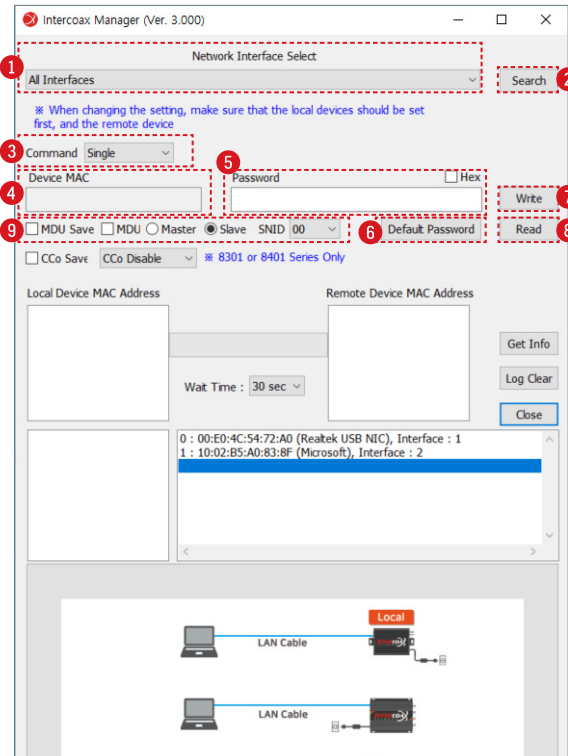 Intercoax Manager (Ver. 3.000)
Network Interface Select
1
All Interfaces
Search
2
※ When changing the setting, make sure that the local devices should be set
first, and the remote device
3
Command Single
5
Device MAC
Password
Hex
4
Write
7
9
MDU Save MDU Master Slave SNID 00
6
Default Password
Read
8
CCo Save CCo Disable ※ 8301 or 8401 Series Only
Local Device MAC Address
Remote Device MAC Address
Get Info
Wait Time : 30 sec
Log Clear
Close
0 : 00:E0:4C:54:72:A0 (Realtek USB NIC), Interface : 1
1 : 10:02:B5:A0:83:8F (Microsoft), Interface : 2
Local
LAN Cable
LAN Cable